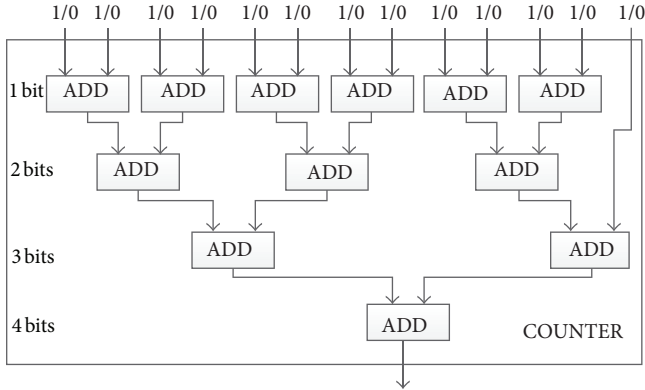 1/0 1/0 1/0 1/0 1/0 1/0 1/0 1/0 1/0 1/0 1/0 1/0 1/0
1 bit ADD ADD ADD ADD ADD ADD
2 bits ADD ADD ADD
3 bits ADD ADD
4 bits ADD COUNTER